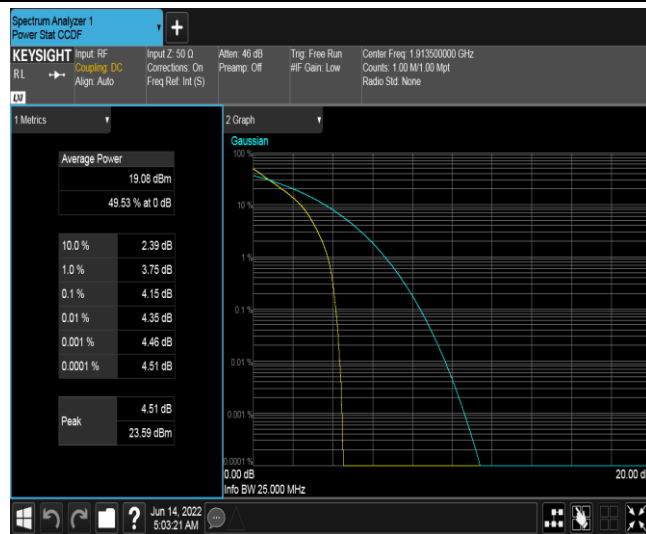 Spectrum Analyzer 1
Power Stat CCDF
KEYSIGHT Input: RF Input Z: 50 Ω Atten: 46 dB Trig: Free Run Center Freq: 1.913500000 GHz
RL Coupling: DC Corrections: On Preamp: Off #IF Gain: Low Counts: 1.00 M/1.00 Mpt
Align: Auto Freq Ref: Int (S) Radio Std: None
LXI
1 Metrics
Average Power
19.08 dBm
49.53 % at 0 dB
10.0 % 2.39 dB
1.0 % 3.75 dB
0.1 % 4.15 dB
0.01 % 4.35 dB
0.001 % 4.46 dB
0.0001 % 4.51 dB
Peak 4.51 dB
23.59 dBm
2 Graph
Gaussian
100 %
10 %
1 %
0.1 %
0.01 %
0.001 %
0.0001 %
0.00 dB 20.00 d
Info BW 25.000 MHz
Jun 14, 2022
5:03:21 AM